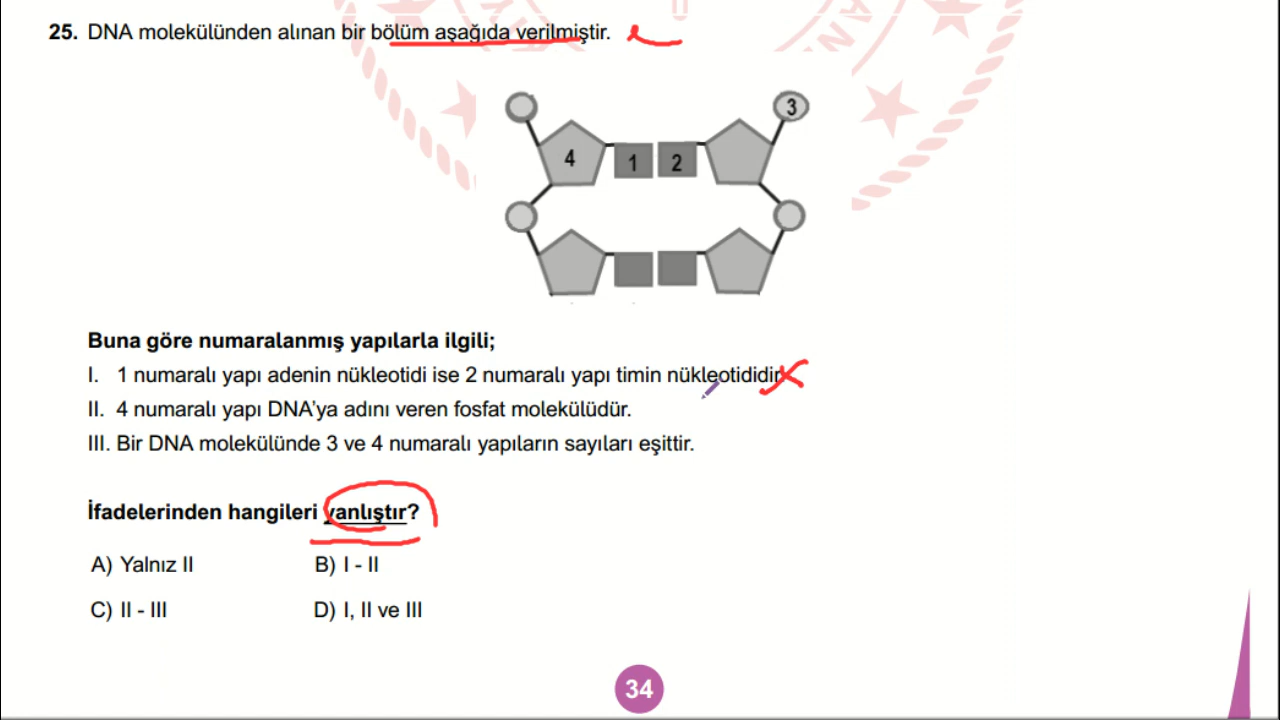 25. DNA molekülünden alınan bir bölüm aşağıda verilmiştir.
3
4 1 2
Buna göre numaralanmış yapılarla ilgili;
I. 1 numaralı yapı adenin nükleotidi ise 2 numaralı yapı timin nükleotididir.
II. 4 numaralı yapı DNA'ya adını veren fosfat molekülüdür.
III. Bir DNA molekülünde 3 ve 4 numaralı yapıların sayıları eşittir.
İfadelerinden hangileri yanlıştır?
A) Yalnız II B) I - II
C) II - III D) I, II ve III
34